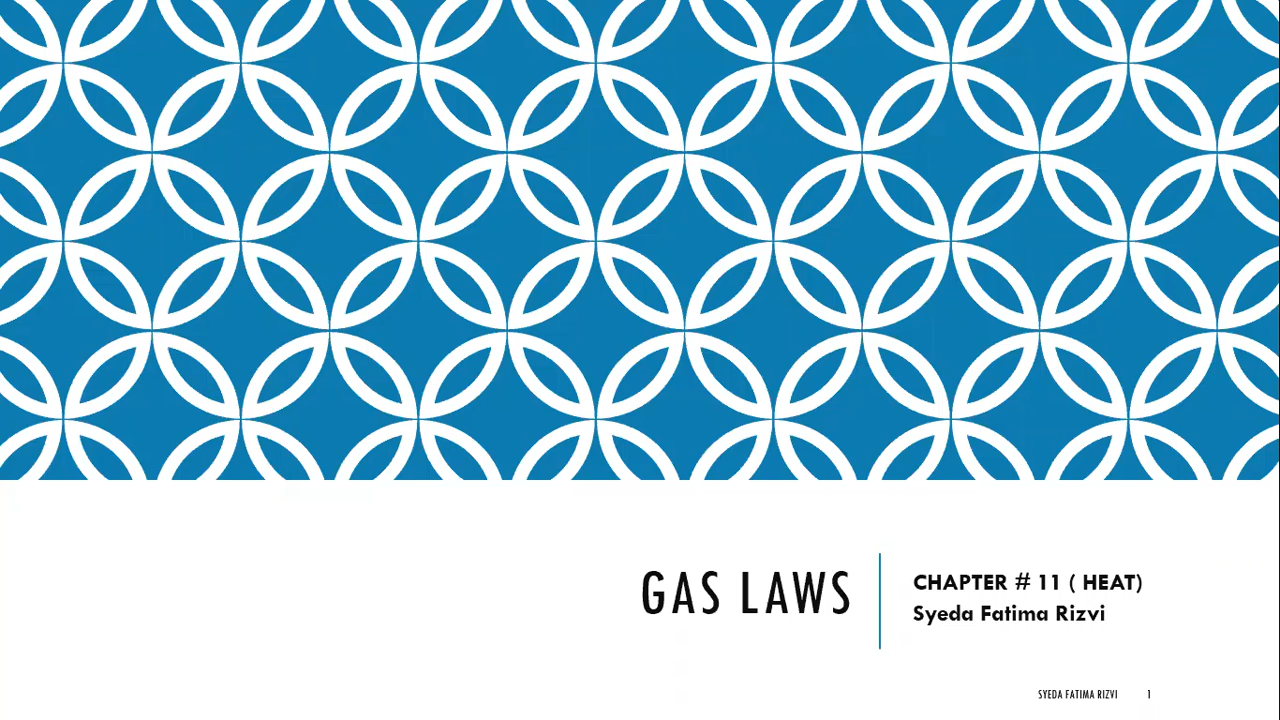 GAS LAWS
CHAPTER # 11 ( HEAT)
Syeda Fatima Rizvi
SYEDA FATIMA RIZVI 1